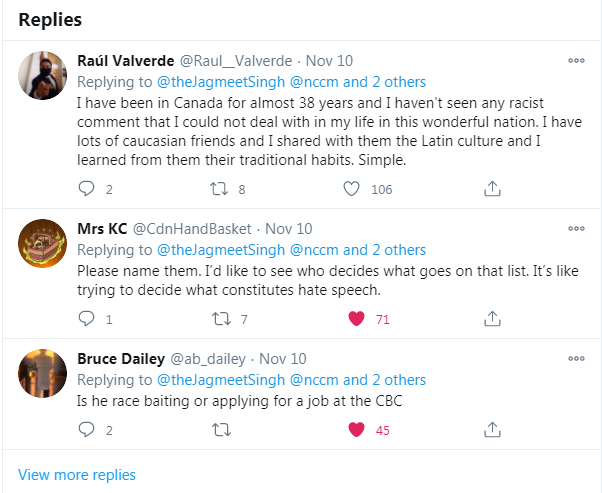 Replies
Raúl Valverde @Raul__Valverde · Nov 10
Replying to @theJagmeetSingh @nccm and 2 others
I have been in Canada for almost 38 years and I haven't seen any racist
comment that I could not deal with in my life in this wonderful nation. I have
lots of caucasian friends and I shared with them the Latin culture and I
learned from them their traditional habits. Simple.
2 8 106
Mrs KC @CdnHandBasket · Nov 10
Replying to @theJagmeetSingh @nccm and 2 others
Please name them. I'd like to see who decides what goes on that list. It's like
trying to decide what constitutes hate speech.
1 7 71
Bruce Dailey @ab_dailey · Nov 10
Replying to @theJagmeetSingh @nccm and 2 others
Is he race baiting or applying for a job at the CBC
2 45
View more replies